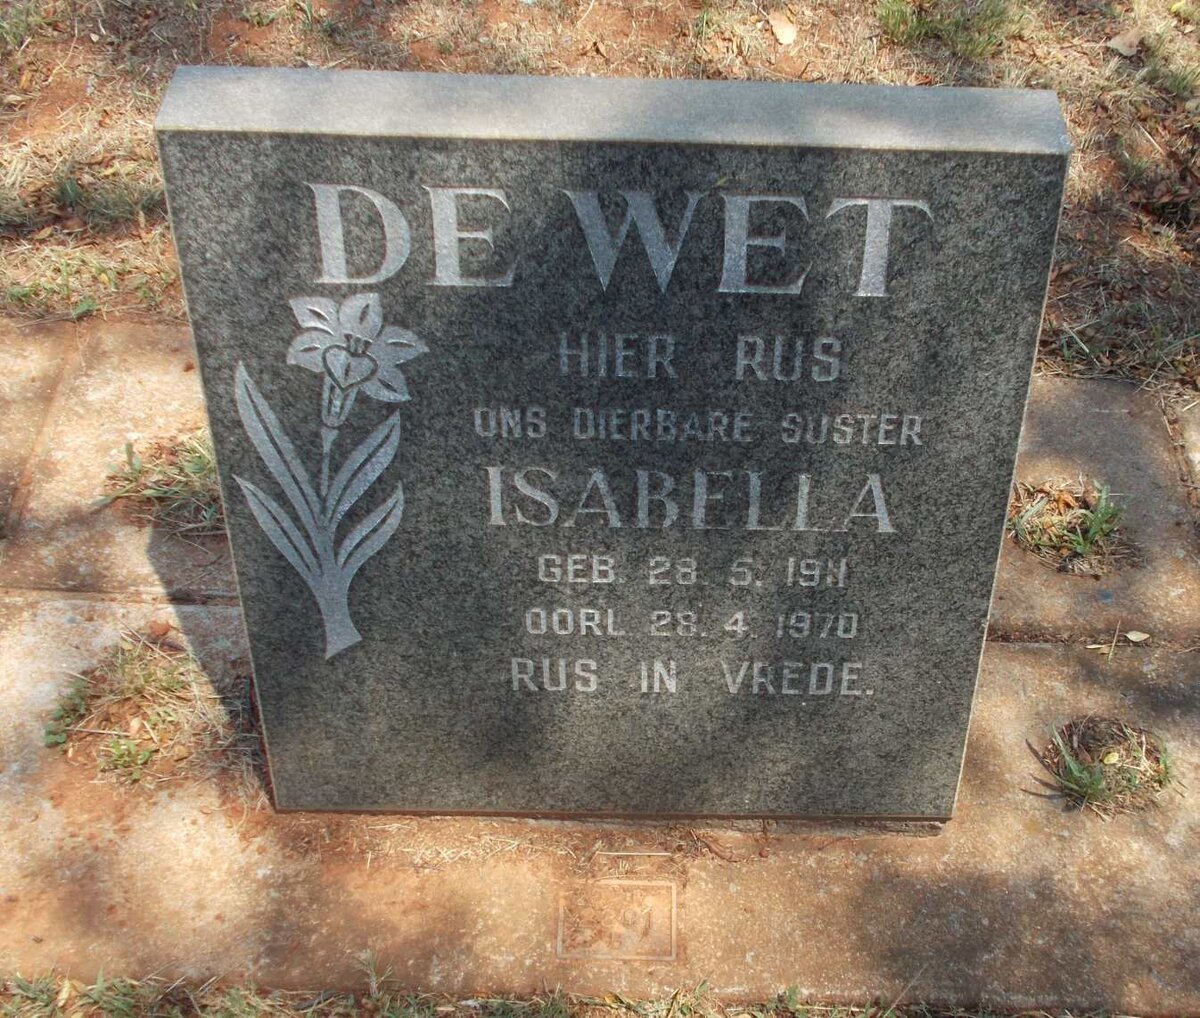 DE WET
HIER RUS
ONS DIERBARE SUSTER
ISABELLA
GEB. 28. 5. 1911
OORL. 28. 4. 1970
RUS IN VREDE.